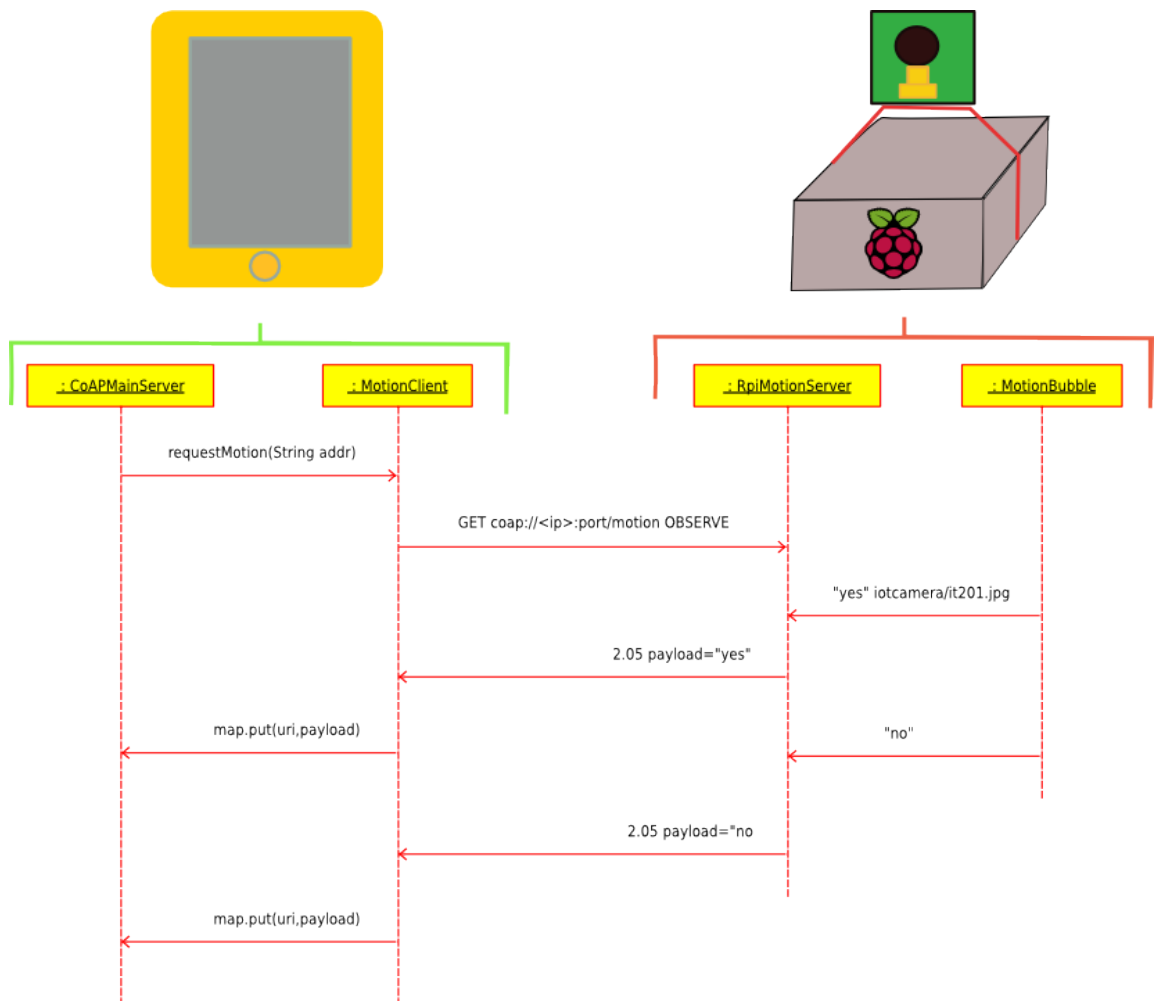 : CoAPMainServer
: MotionClient
: RpiMotionServer
: MotionBubble
requestMotion(String addr)
GET coap://<ip>:port/motion OBSERVE
"yes" iotcamera/it201.jpg
2.05 payload="yes"
map.put(uri,payload)
"no"
2.05 payload="no
map.put(uri,payload)